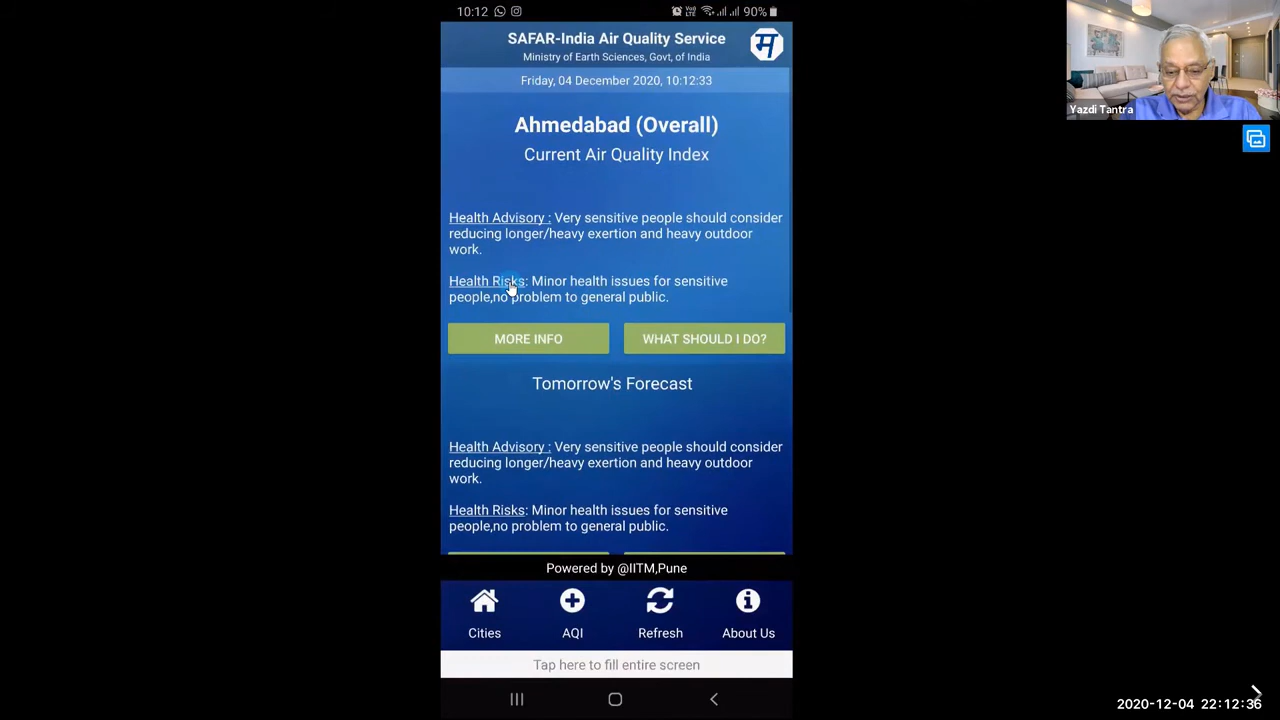 10:12
Vo) LTE
90%
SAFAR-India Air Quality Service
Ministry of Earth Sciences, Govt, of India
म
Friday, 04 December 2020, 10:12:33
Yazdi Tantra
Ahmedabad (Overall)
Current Air Quality Index
Health Advisory : Very sensitive people should consider
reducing longer/heavy exertion and heavy outdoor
work.
Health Risks: Minor health issues for sensitive
people,no problem to general public.
MORE INFO
WHAT SHOULD I DO?
Tomorrow's Forecast
Health Advisory : Very sensitive people should consider
reducing longer/heavy exertion and heavy outdoor
work.
Health Risks: Minor health issues for sensitive
people,no problem to general public.
Powered by @IITM,Pune
Cities
AQI
Refresh
About Us
Tap here to fill entire screen
2020-12-04 22:12:36